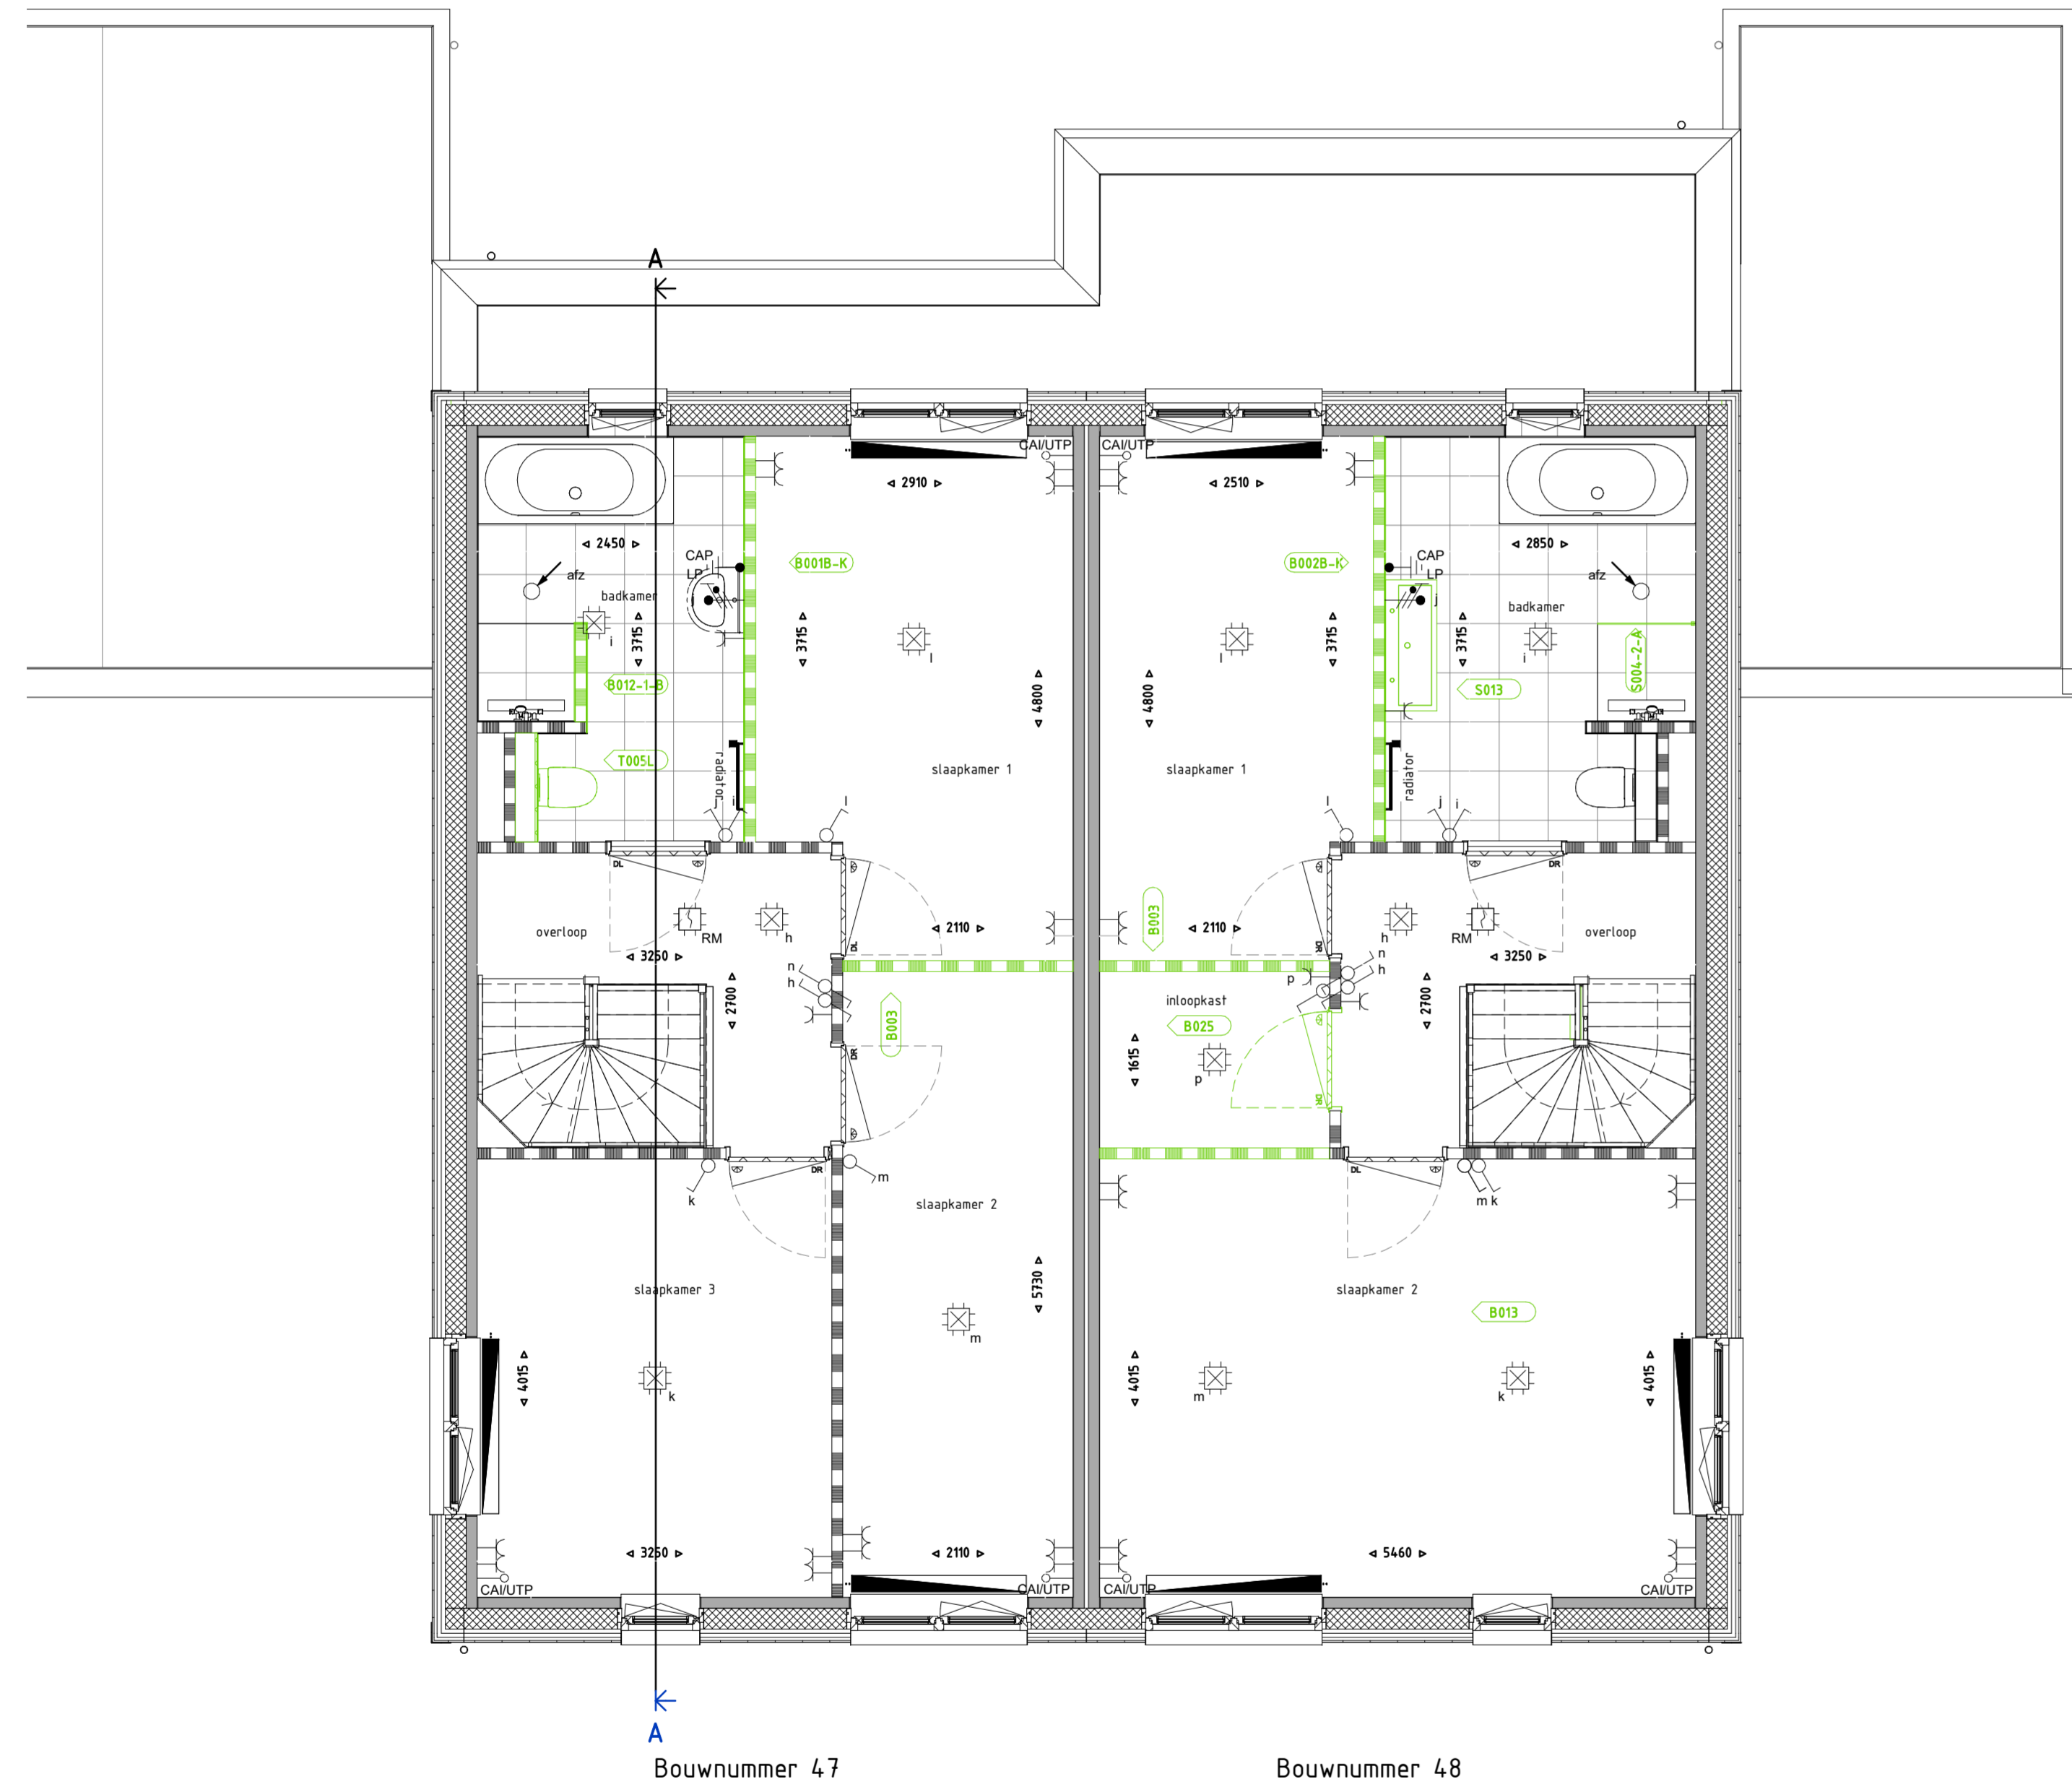 A
CAI/UTP
CAI/UTP
2910
2510
2450
2850
CAP
LP
j
B001B-K
B002B-K
CAP
LP
j
afz
afz
badkamer
badkamer
i
3715
3715
l
l
3715
3715
i
S004-2-A
B012-1-B
S013
4800
4800
T005L
radiator
slaapkamer 1
slaapkamer 1
radiator
j
i
l
l
j
i
DL
DR
overloop
RM
h
DL
2110
B003
2110
DR
h
RM
overloop
3250
3250
n
h
2700
B003
p
inloopkast
n
h
2700
B025
DR
1615
p
DR
k
DR
m
DL
m
k
slaapkamer 2
slaapkamer 3
5730
slaapkamer 2
B013
m
4015
k
4015
m
k
4015
3250
2110
5460
CAI/UTP
CAI/UTP
CAI/UTP
CAI/UTP
A
Bouwnummer 47
Bouwnummer 48